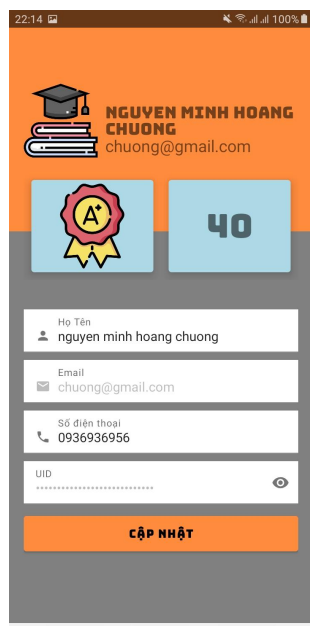 22:14 100%
NGUYEN MINH HOANG
CHUONG
chuong@gmail.com
A+
40
Họ Tên
nguyen minh hoang chuong
Email
chuong@gmail.com
Số điện thoại
0936936956
UID
CẬP NHẬT